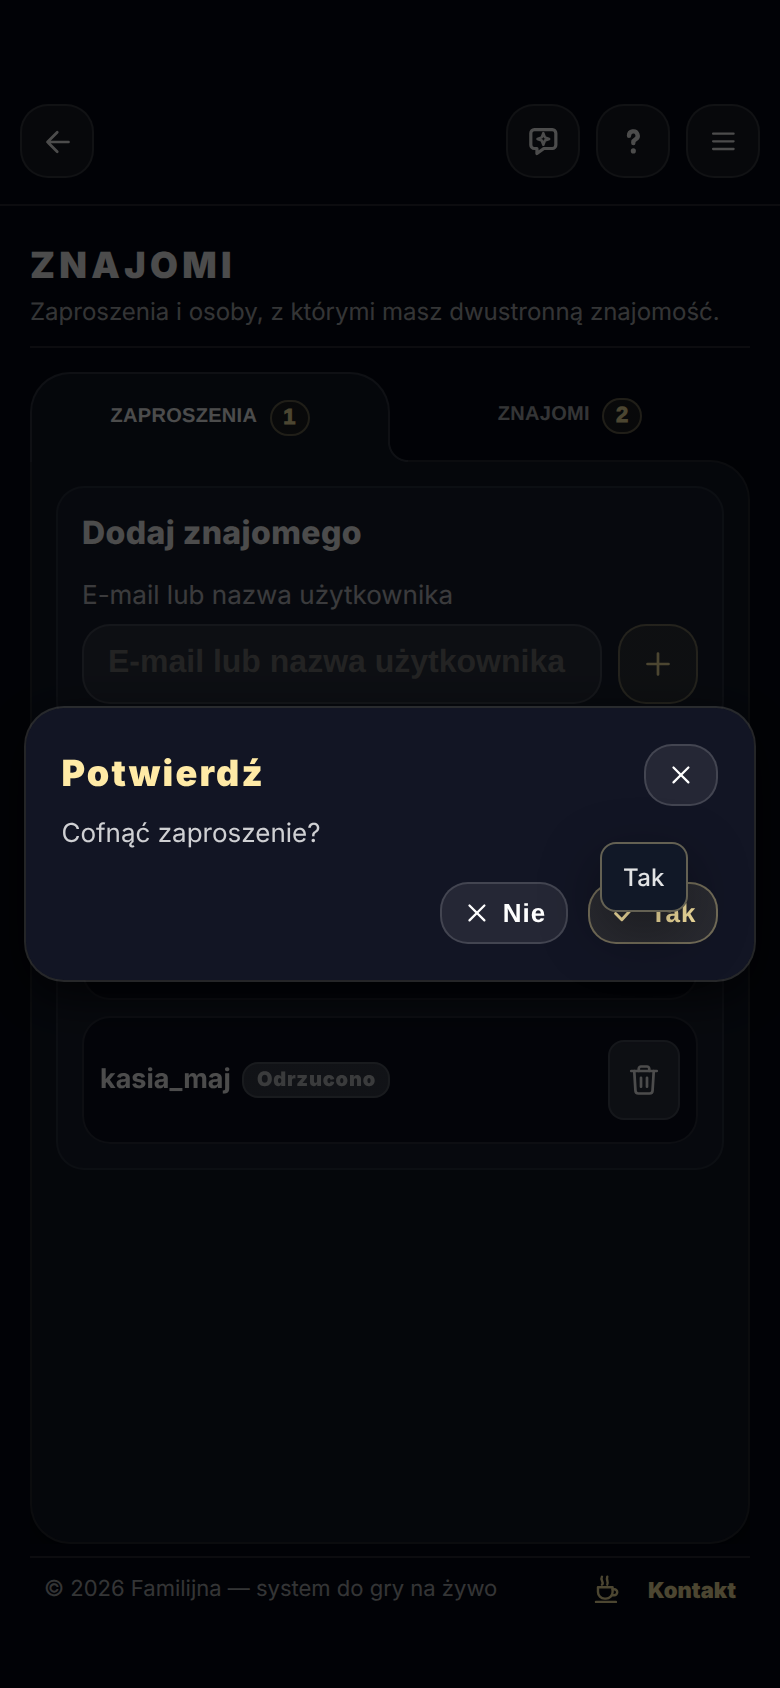 ZNAJOMI
Zaproszenia i osoby, z którymi masz dwustronną znajomość.
ZAPROSZENIA 1
ZNAJOMI 2
Dodaj znajomego
E-mail lub nazwa użytkownika
E-mail lub nazwa użytkownika
Potwierdź
Cofnąć zaproszenie?
Tak
Nie
Tak
kasia_maj Odrzucono
© 2026 Familijna — system do gry na żywo
Kontakt